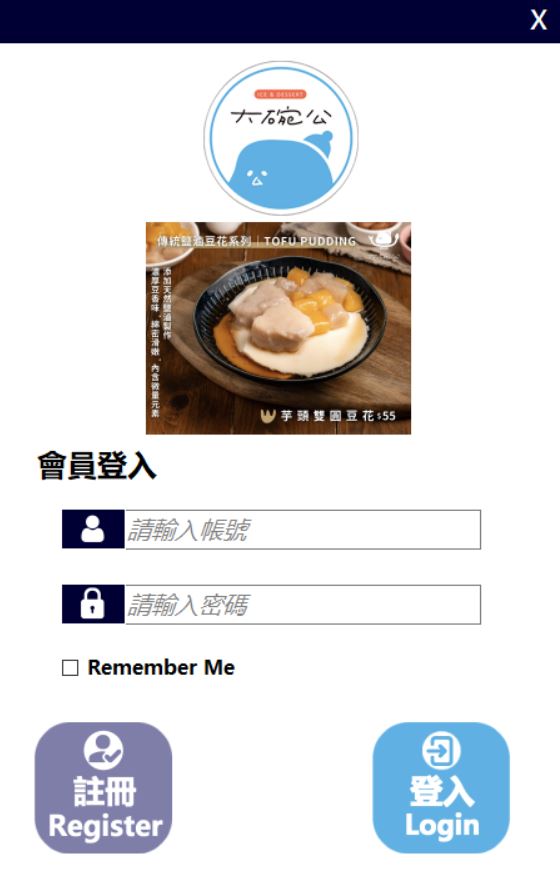 X
ICE & DESSERT
大碗公
傳統鹽滷豆花系列 | TOFU PUDDING
添加天然鹽滷製作
濃厚豆香味、綿密滑嫩、內含微量元素
芋頭雙圓豆花$55
會員登入
請輸入帳號
請輸入密碼
Remember Me
註冊
Register
登入
Login